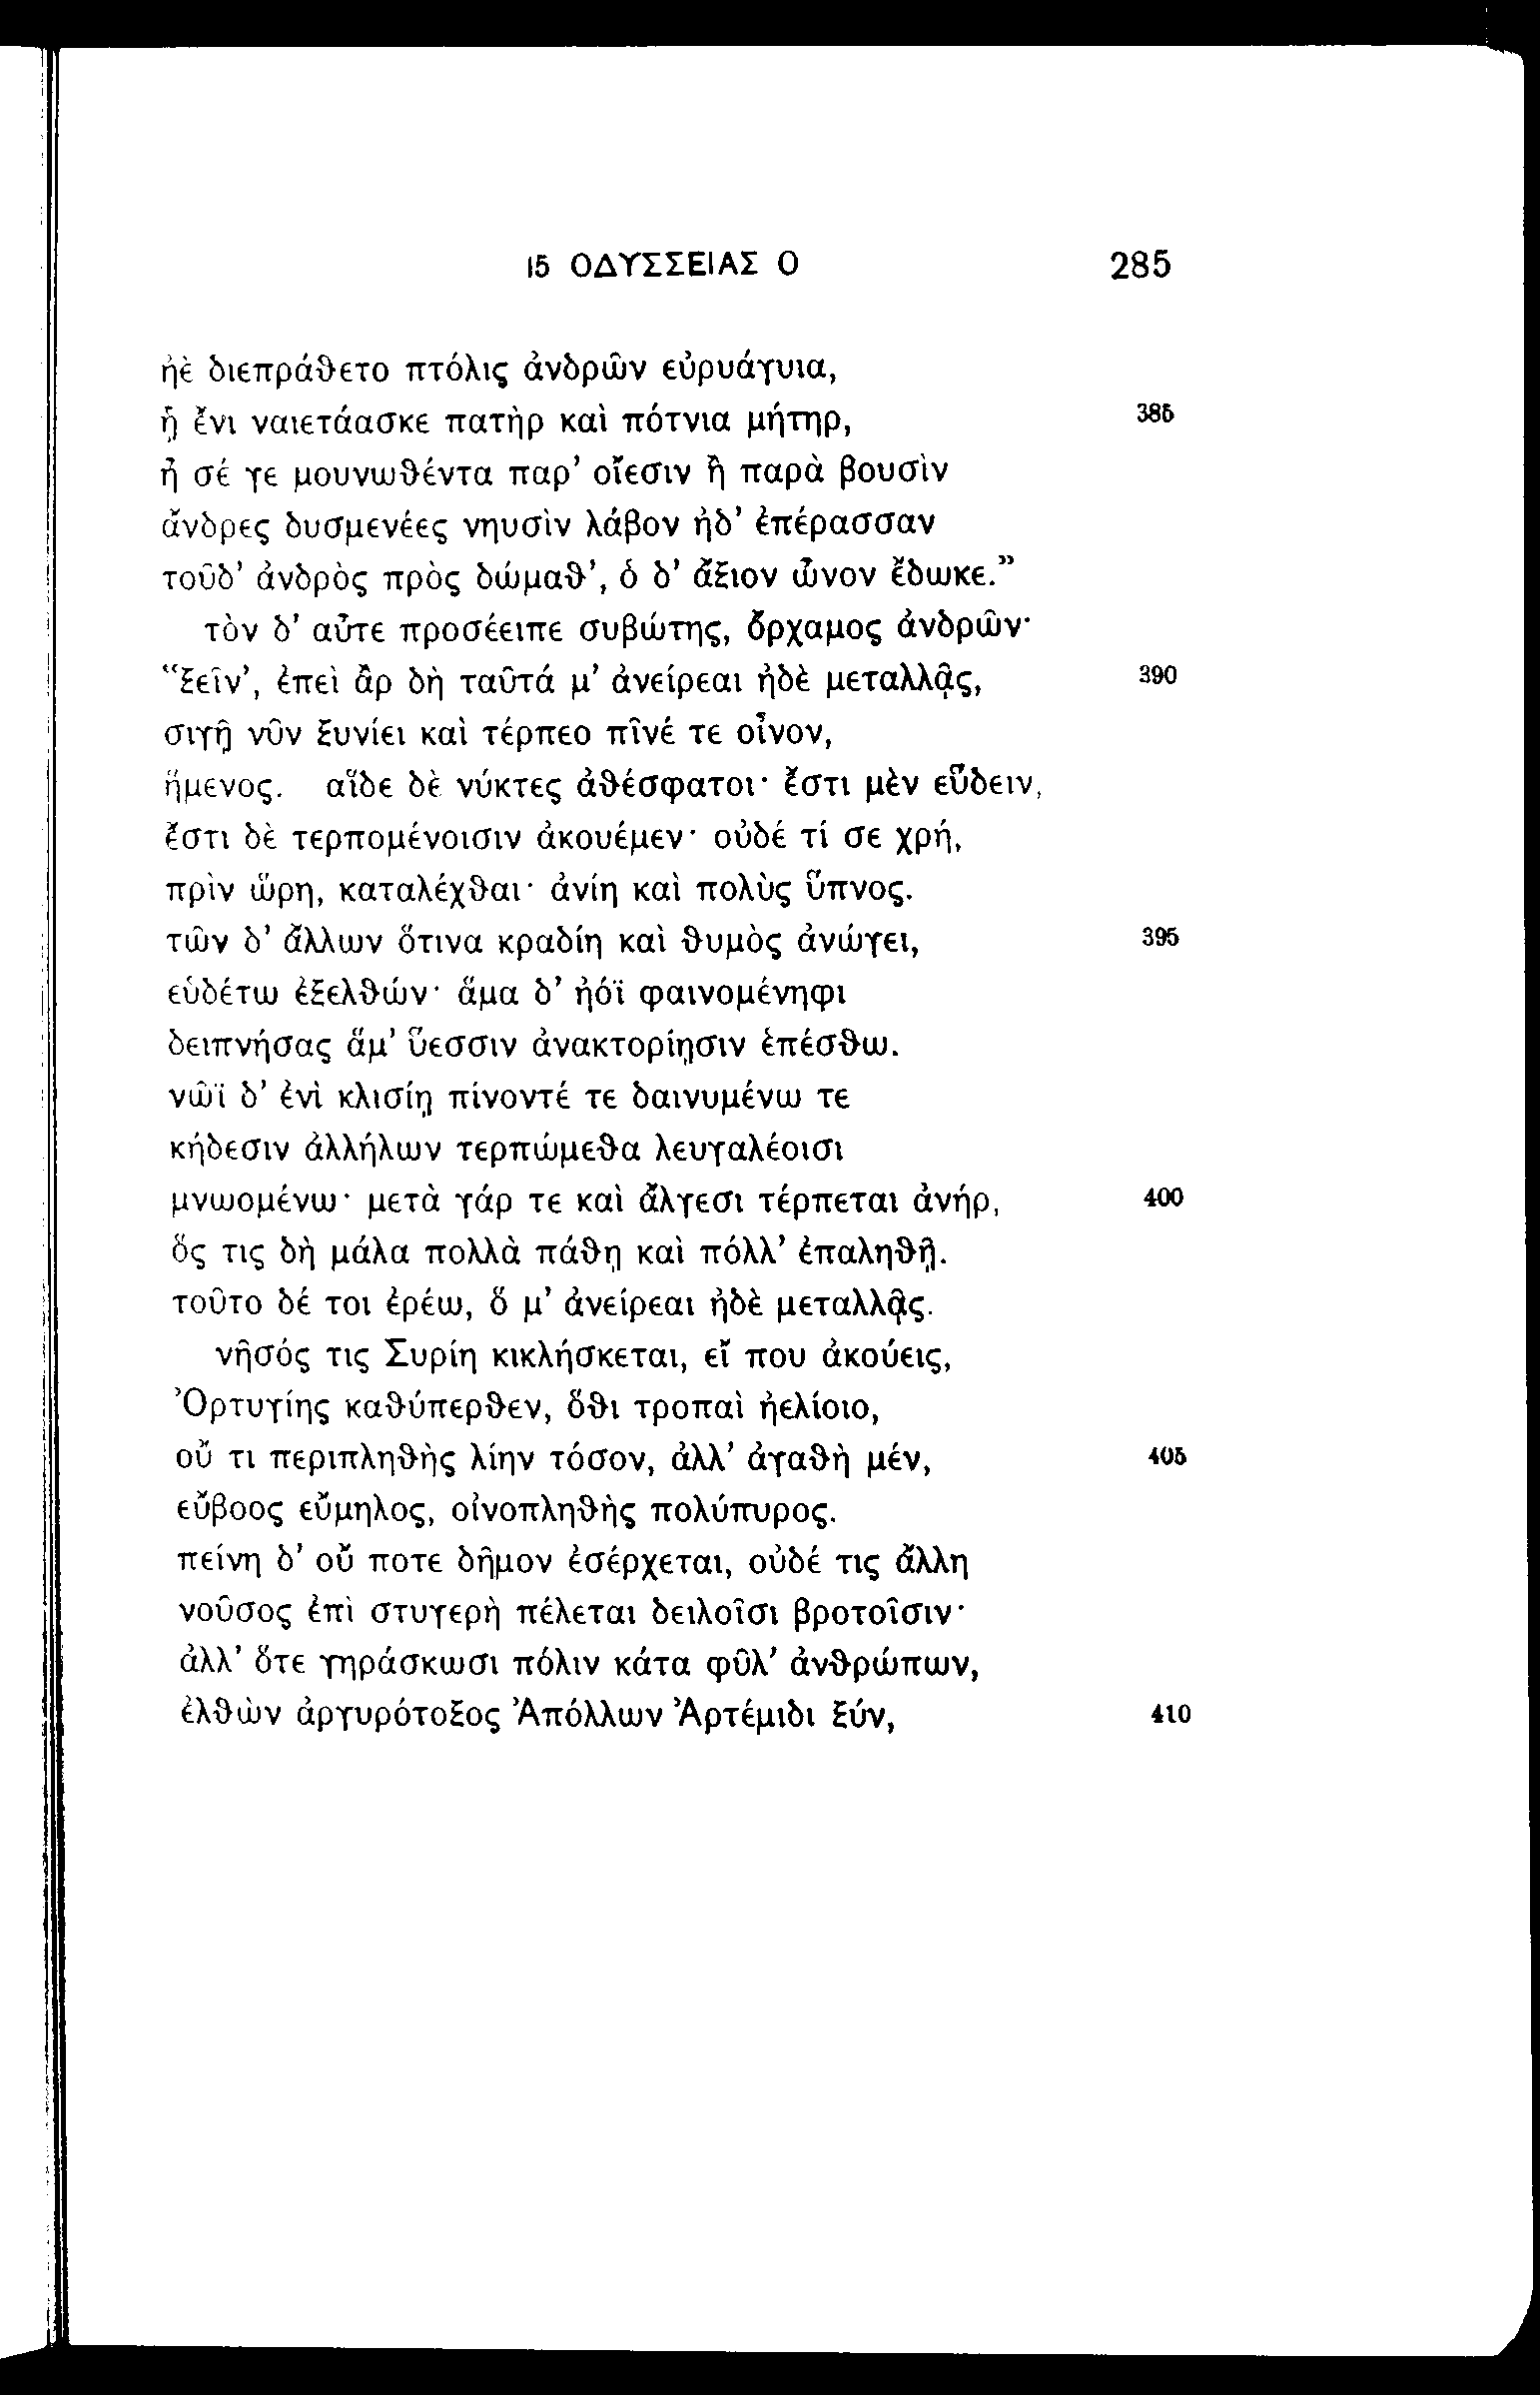 15 ΟΔΥΣΣΕΙΑΣ Ο 285
ἠὲ διεπράθετο πτόλις ἀνδρῶν εὐρυάγυια,
ᾗ ἔνι ναιετάασκε πατὴρ καὶ πότνια μήτηρ, 385
ἦ σέ γε μουνωθέντα παρ’ οἴεσιν ἢ παρὰ βουσὶν
ἄνδρες δυσμενέες νηυσὶν λάβον ἠδ’ ἐπέρασσαν
τοῦδ’ ἀνδρὸς πρὸς δώμαθ’, ὁ δ’ ἄξιον ὦνον ἔδωκε.”
τὸν δ’ αὖτε προσέειπε συβώτης, ὄρχαμος ἀνδρῶν·
“ξεῖν’, ἐπεὶ ἂρ δὴ ταῦτά μ’ ἀνείρεαι ἠδὲ μεταλλᾷς, 390
σιγῇ νῦν ξυνίει καὶ τέρπεο πῖνέ τε οἶνον,
ἥμενος. αἵδε δὲ νύκτες ἀθέσφατοι· ἔστι μὲν εὕδειν,
ἔστι δὲ τερπομένοισιν ἀκουέμεν· οὐδέ τί σε χρή,
πρὶν ὥρη, καταλέχθαι· ἀνίη καὶ πολὺς ὕπνος.
τῶν δ’ ἄλλων ὅτινα κραδίη καὶ θυμὸς ἀνώγει, 395
εὑδέτω ἐξελθών· ἅμα δ’ ἠόϊ φαινομένηφι
δειπνήσας ἅμ’ ὕεσσιν ἀνακτορίῃσιν ἑπέσθω.
νῶϊ δ’ ἐνὶ κλισίῃ πίνοντέ τε δαινυμένω τε
κήδεσιν ἀλλήλων τερπώμεθα λευγαλέοισι
μνωομένω· μετὰ γάρ τε καὶ ἄλγεσι τέρπεται ἀνήρ, 400
ὅς τις δὴ μάλα πολλὰ πάθῃ καὶ πόλλ’ ἐπαληθῇ.
τοῦτο δέ τοι ἐρέω, ὅ μ’ ἀνείρεαι ἠδὲ μεταλλᾷς.
νῆσός τις Συρίη κικλήσκεται, εἴ που ἀκούεις,
Ὀρτυγίης καθύπερθεν, ὅθι τροπαὶ ἠελίοιο,
οὔ τι περιπληθὴς λίην τόσον, ἀλλ’ ἀγαθὴ μέν, 405
εὔβοος εὔμηλος, οἰνοπληθὴς πολύπυρος.
πείνη δ’ οὔ ποτε δῆμον ἐσέρχεται, οὐδέ τις ἄλλη
νοῦσος ἐπὶ στυγερὴ πέλεται δειλοῖσι βροτοῖσιν·
ἀλλ’ ὅτε γηράσκωσι πόλιν κάτα φῦλ’ ἀνθρώπων,
ἐλθὼν ἀργυρότοξος Ἀπόλλων Ἀρτέμιδι ξύν, 410